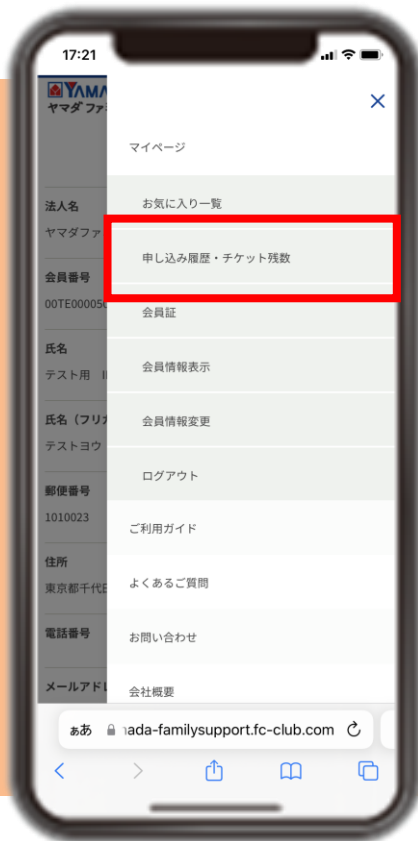 17:21
YAMA
ヤマダ ファ
マイページ
お気に入り一覧
法人名
ヤマダファ
申し込み履歴・チケット残数
会員番号
00TE00005
会員証
氏名
テスト用
会員情報表示
氏名（フリガ
テストヨウ
会員情報変更
郵便番号
1010023
ログアウト
ご利用ガイド
住所
東京都千代田
よくあるご質問
電話番号
お問い合わせ
メールアドレ
会社概要
ぁあ ada-familysupport.fc-club.com